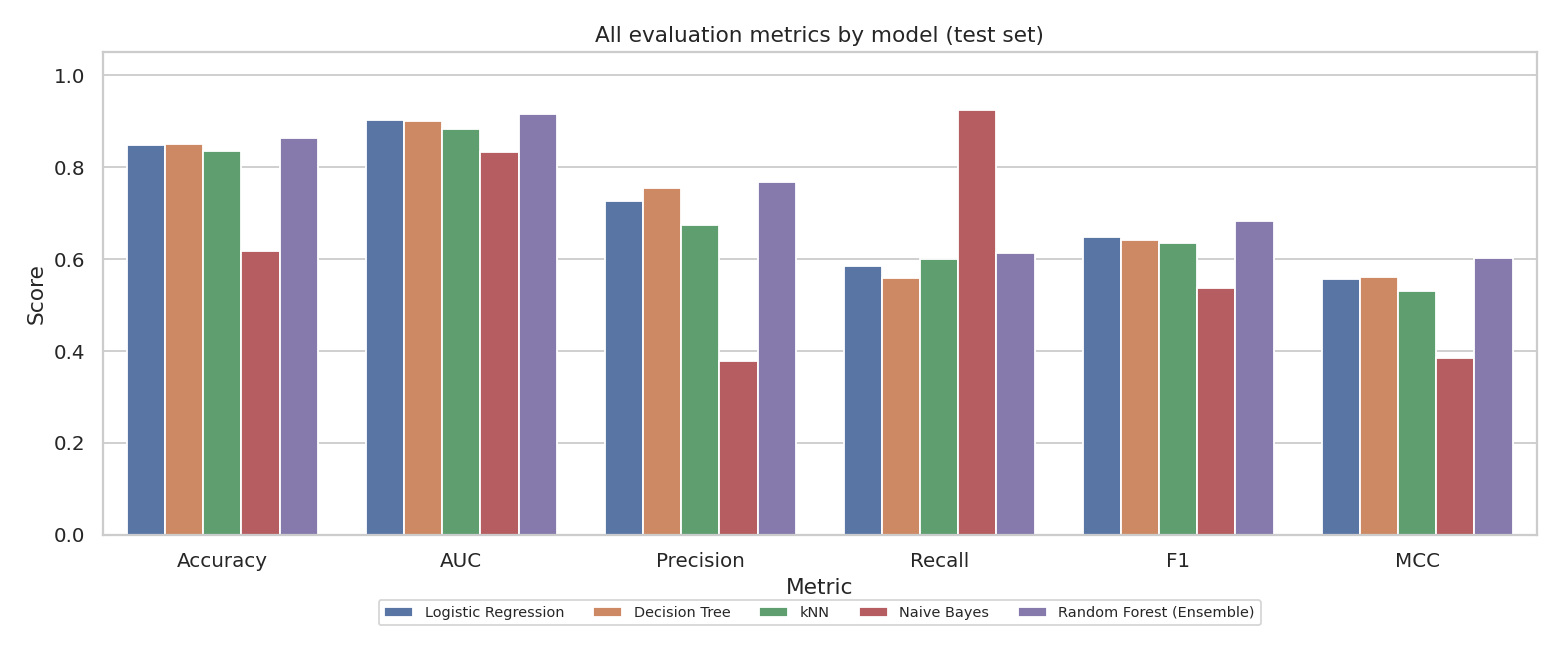 All evaluation metrics by model (test set)
1.0
0.8
0.6
0.4
0.2
0.0
Score
Accuracy AUC Precision Recall F1 MCC
Metric
Logistic Regression Decision Tree kNN Naive Bayes Random Forest (Ensemble)